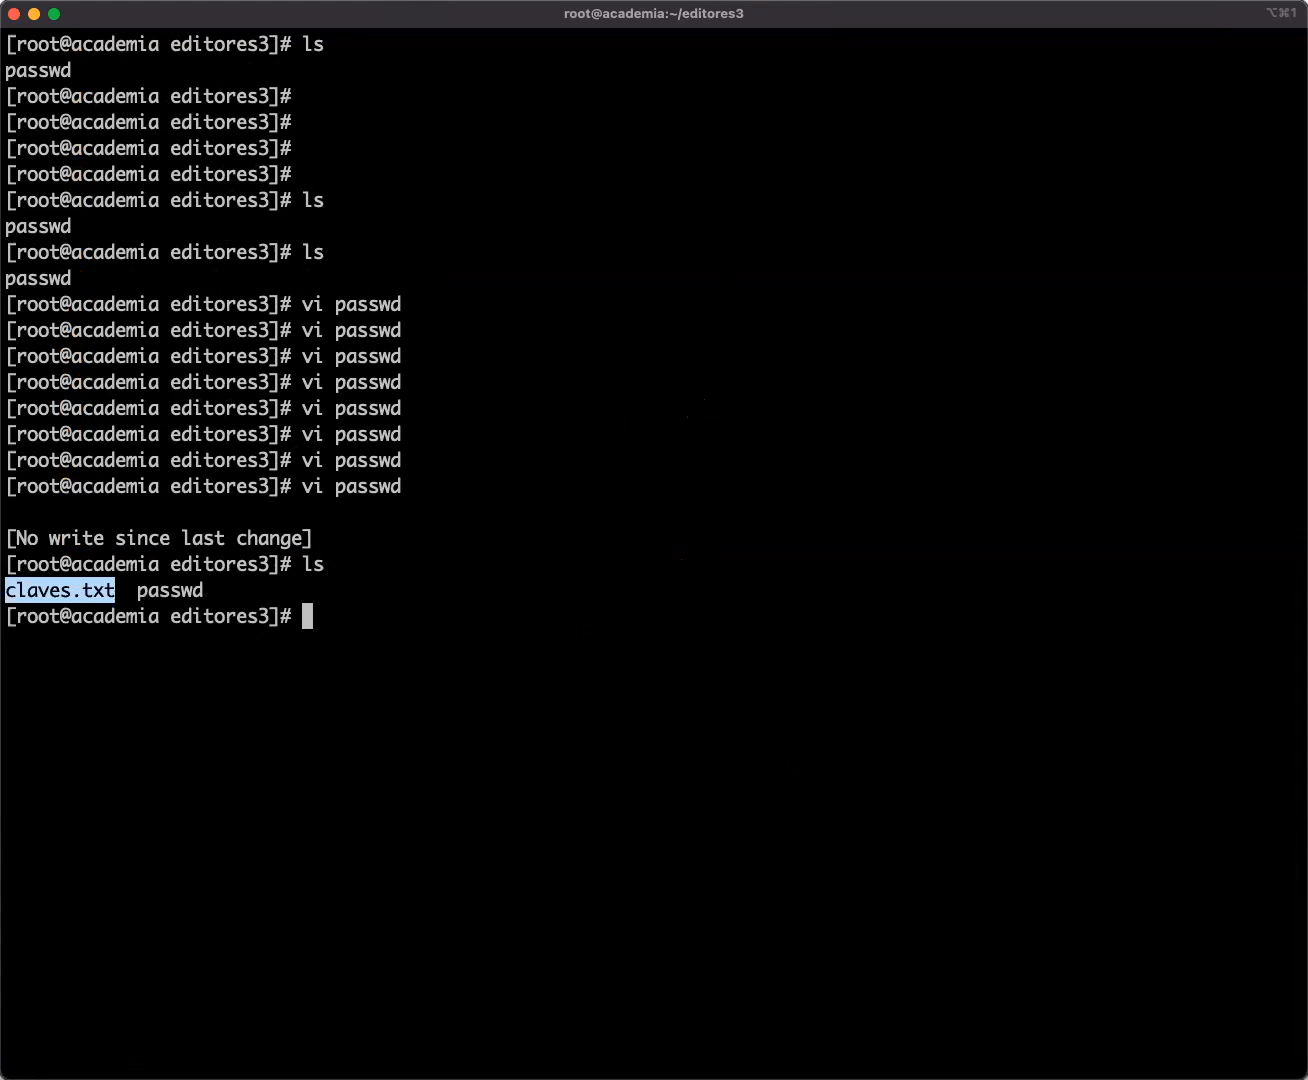 root@academia:~/editores3
⌥⌘1
[root@academia editores3]# ls
passwd
[root@academia editores3]#
[root@academia editores3]#
[root@academia editores3]#
[root@academia editores3]#
[root@academia editores3]# ls
passwd
[root@academia editores3]# ls
passwd
[root@academia editores3]# vi passwd
[root@academia editores3]# vi passwd
[root@academia editores3]# vi passwd
[root@academia editores3]# vi passwd
[root@academia editores3]# vi passwd
[root@academia editores3]# vi passwd
[root@academia editores3]# vi passwd
[root@academia editores3]# vi passwd
[No write since last change]
[root@academia editores3]# ls
claves.txt  passwd
[root@academia editores3]#